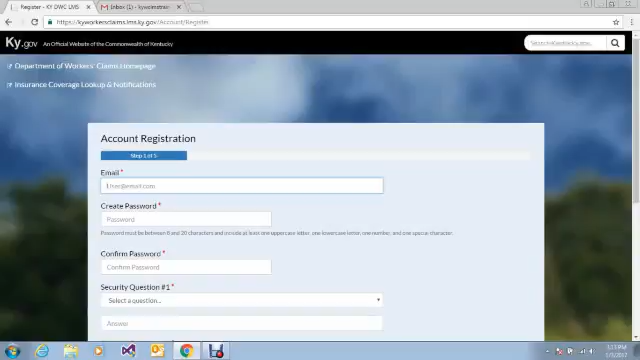 Register - KY DWC LMS
Inbox (1) - kywoimstrain
https://kyworkersclaims.lms.ky.gov/Account/Register
Ky.gov An Official Website of the Commonwealth of Kentucky
Department of Workers' Claims Homepage
Insurance Coverage Lookup & Notifications
Account Registration
Step 1 of 5
Email *
User@email.com
Create Password *
Password
Password must be between 8 and 20 characters and include at least one uppercase letter, one lowercase letter, one number, and one special character.
Confirm Password *
Confirm Password
Security Question #1 *
Select a question...
Answer